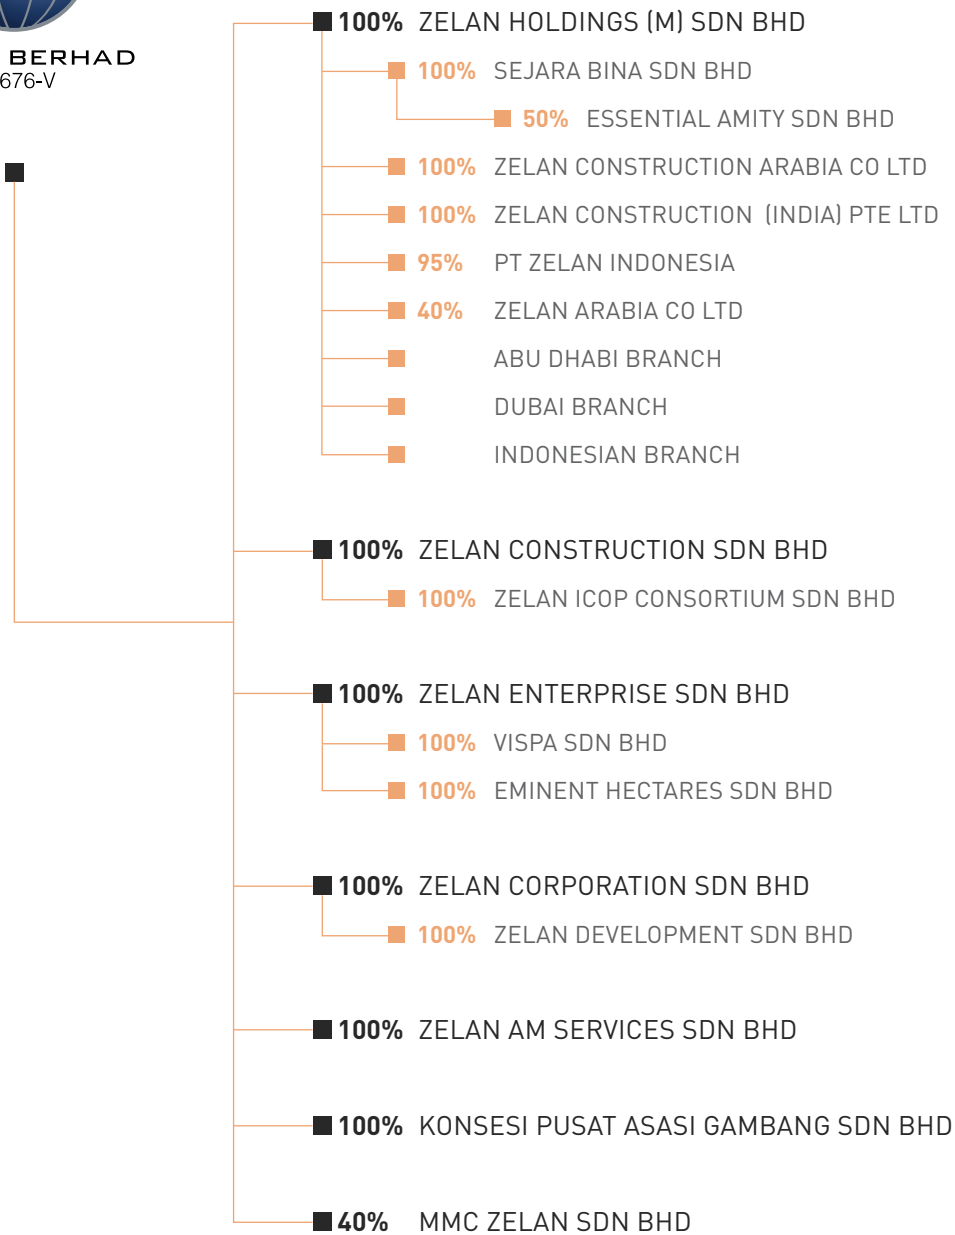 BERHAD
676-V
100% ZELAN HOLDINGS (M) SDN BHD
100% SEJARA BINA SDN BHD
50% ESSENTIAL AMITY SDN BHD
100% ZELAN CONSTRUCTION ARABIA CO LTD
100% ZELAN CONSTRUCTION (INDIA) PTE LTD
95% PT ZELAN INDONESIA
40% ZELAN ARABIA CO LTD
ABU DHABI BRANCH
DUBAI BRANCH
INDONESIAN BRANCH
100% ZELAN CONSTRUCTION SDN BHD
100% ZELAN ICOP CONSORTIUM SDN BHD
100% ZELAN ENTERPRISE SDN BHD
100% VISPA SDN BHD
100% EMINENT HECTARES SDN BHD
100% ZELAN CORPORATION SDN BHD
100% ZELAN DEVELOPMENT SDN BHD
100% ZELAN AM SERVICES SDN BHD
100% KONSESI PUSAT ASASI GAMBANG SDN BHD
40% MMC ZELAN SDN BHD